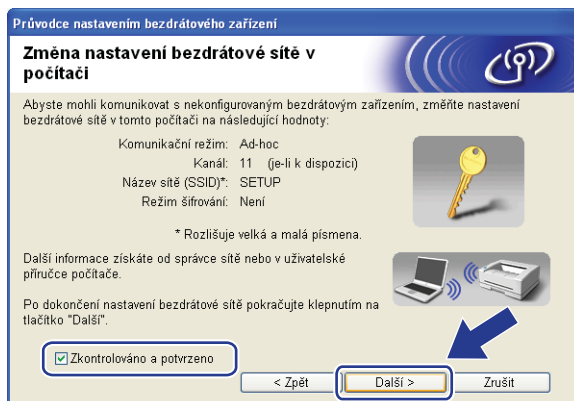 Průvodce nastavením bezdrátového zařízení
Změna nastavení bezdrátové sítě v
počítači
Abyste mohli komunikovat s nekonfigurovaným bezdrátovým zařízením, změňte nastavení
bezdrátové sítě v tomto počítači na následující hodnoty:
Komunikační režim: Ad-hoc
Kanál: 11 (je-li k dispozici)
Název sítě (SSID)*: SETUP
Režim šifrování: Není
* Rozlišuje velká a malá písmena.
Další informace získáte od správce sítě nebo v uživatelské
příručce počítače.
Po dokončení nastavení bezdrátové sítě pokračujte klepnutím na
tlačítko "Další".
Zkontrolováno a potvrzeno
< Zpět Další > Zrušit